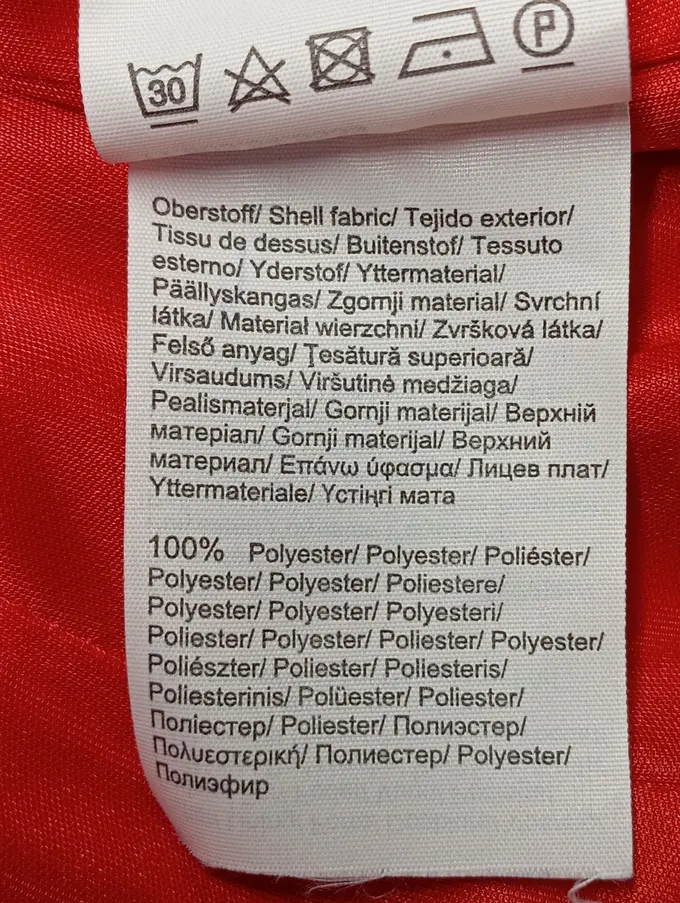 30 P
Oberstoff/ Shell fabric/ Tejido exterior/
Tissu de dessus/ Buitenstof/ Tessuto
esterno/ Yderstof/ Yttermaterial/
Päällyskangas/ Zgornji material/ Svrchní
látka/ Materiał wierzchni/ Zvršková látka/
Felső anyag/ Ţesătură superioară/
Virsaudums/ Viršutinė medžiaga/
Pealismaterjal/ Gornji materijal/ Верхній
матеріал/ Gornji materijal/ Верхний
материал/ Επάνω ύφασμα/ Лицев плат/
Yttermateriale/ Үстіңгі мата
100% Polyester/ Polyester/ Poliéster/
Polyester/ Polyester/ Poliestere/
Polyester/ Polyester/ Polyesteri/
Poliester/ Polyester/ Poliester/ Polyester/
Poliészter/ Poliester/ Poliesteris/
Poliesterinis/ Polüester/ Poliester/
Поліестер/ Poliester/ Полиэстер/
Πολυεστερική/ Полиестер/ Polyester/
Полиэфир